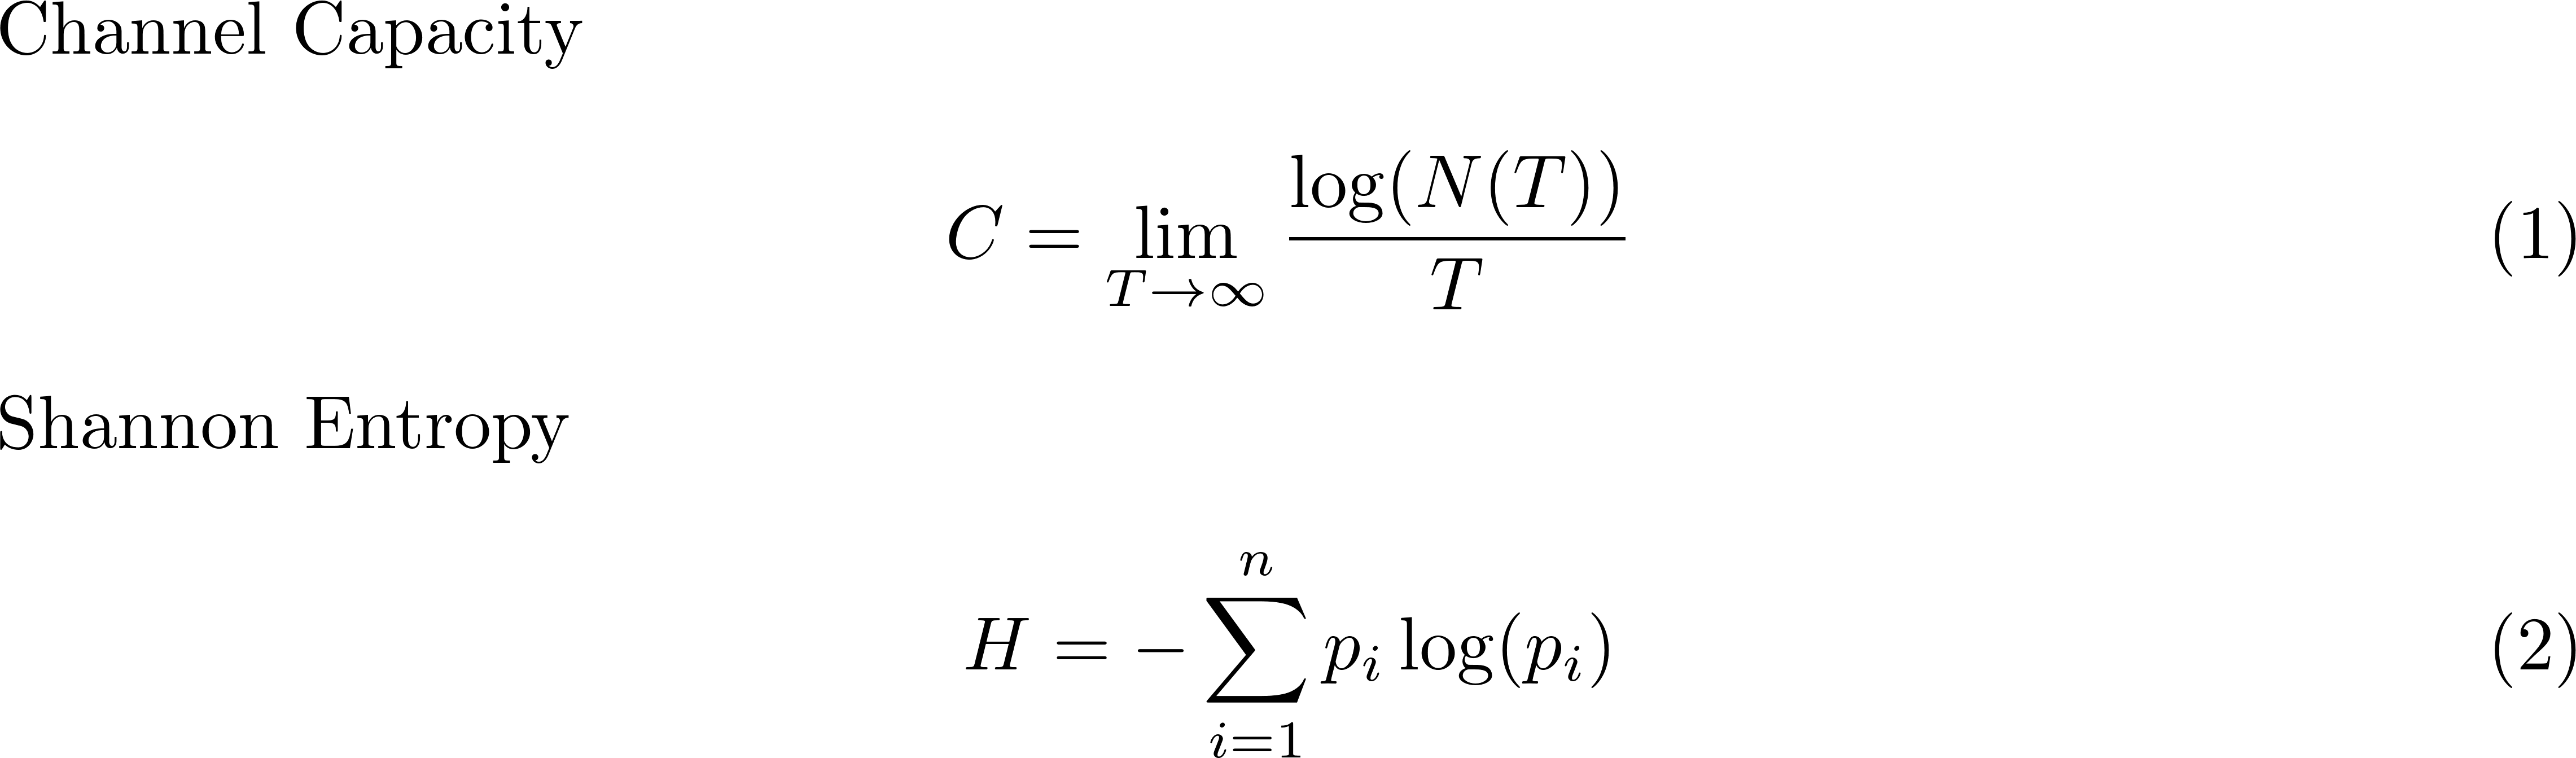 Channel Capacity
C = lim_{T→∞} log(N(T)) / T (1)
Shannon Entropy
H = − ∑_{i=1}^{n} p_i log(p_i) (2)